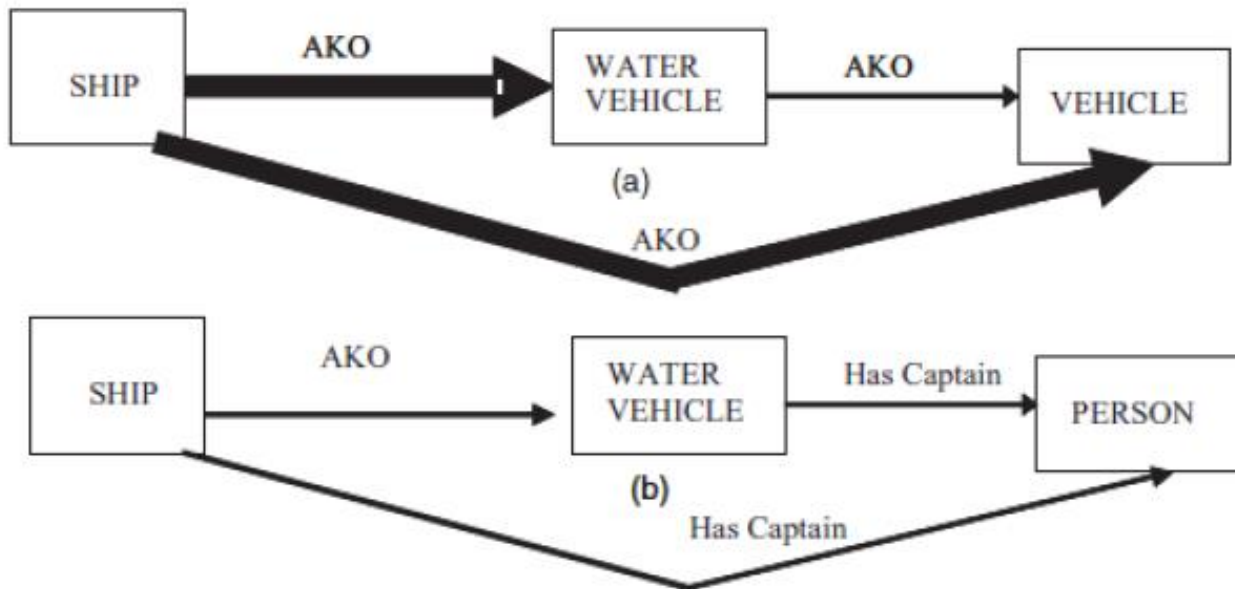 AKO
SHIP
WATER
VEHICLE
AKO
VEHICLE
(a)
AKO
SHIP
AKO
WATER
VEHICLE
Has Captain
PERSON
(b)
Has Captain